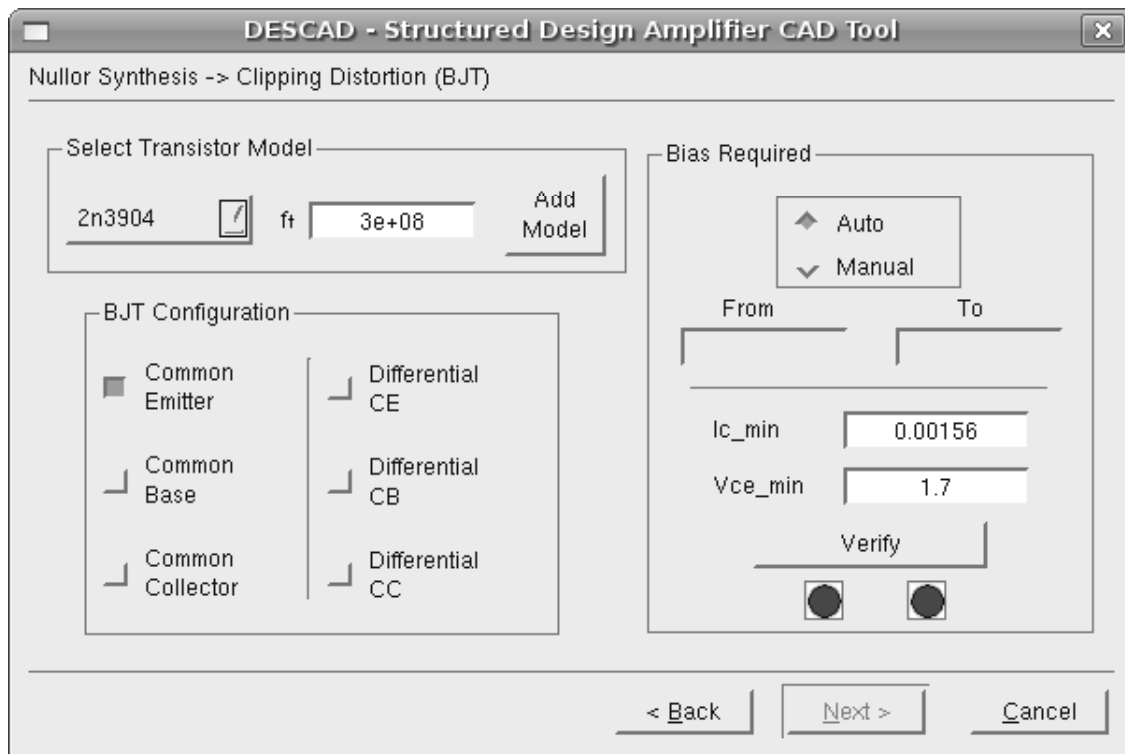 DESCAD - Structured Design Amplifier CAD Tool
Nullor Synthesis -> Clipping Distortion (BJT)
Select Transistor Model
2n3904
ft
3e+08
Add
Model
BJT Configuration
Common
Emitter
Differential
CE
Common
Base
Differential
CB
Common
Collector
Differential
CC
Bias Required
Auto
Manual
From
To
Ic_min
0.00156
Vce_min
1.7
Verify
< Back
Next >
Cancel